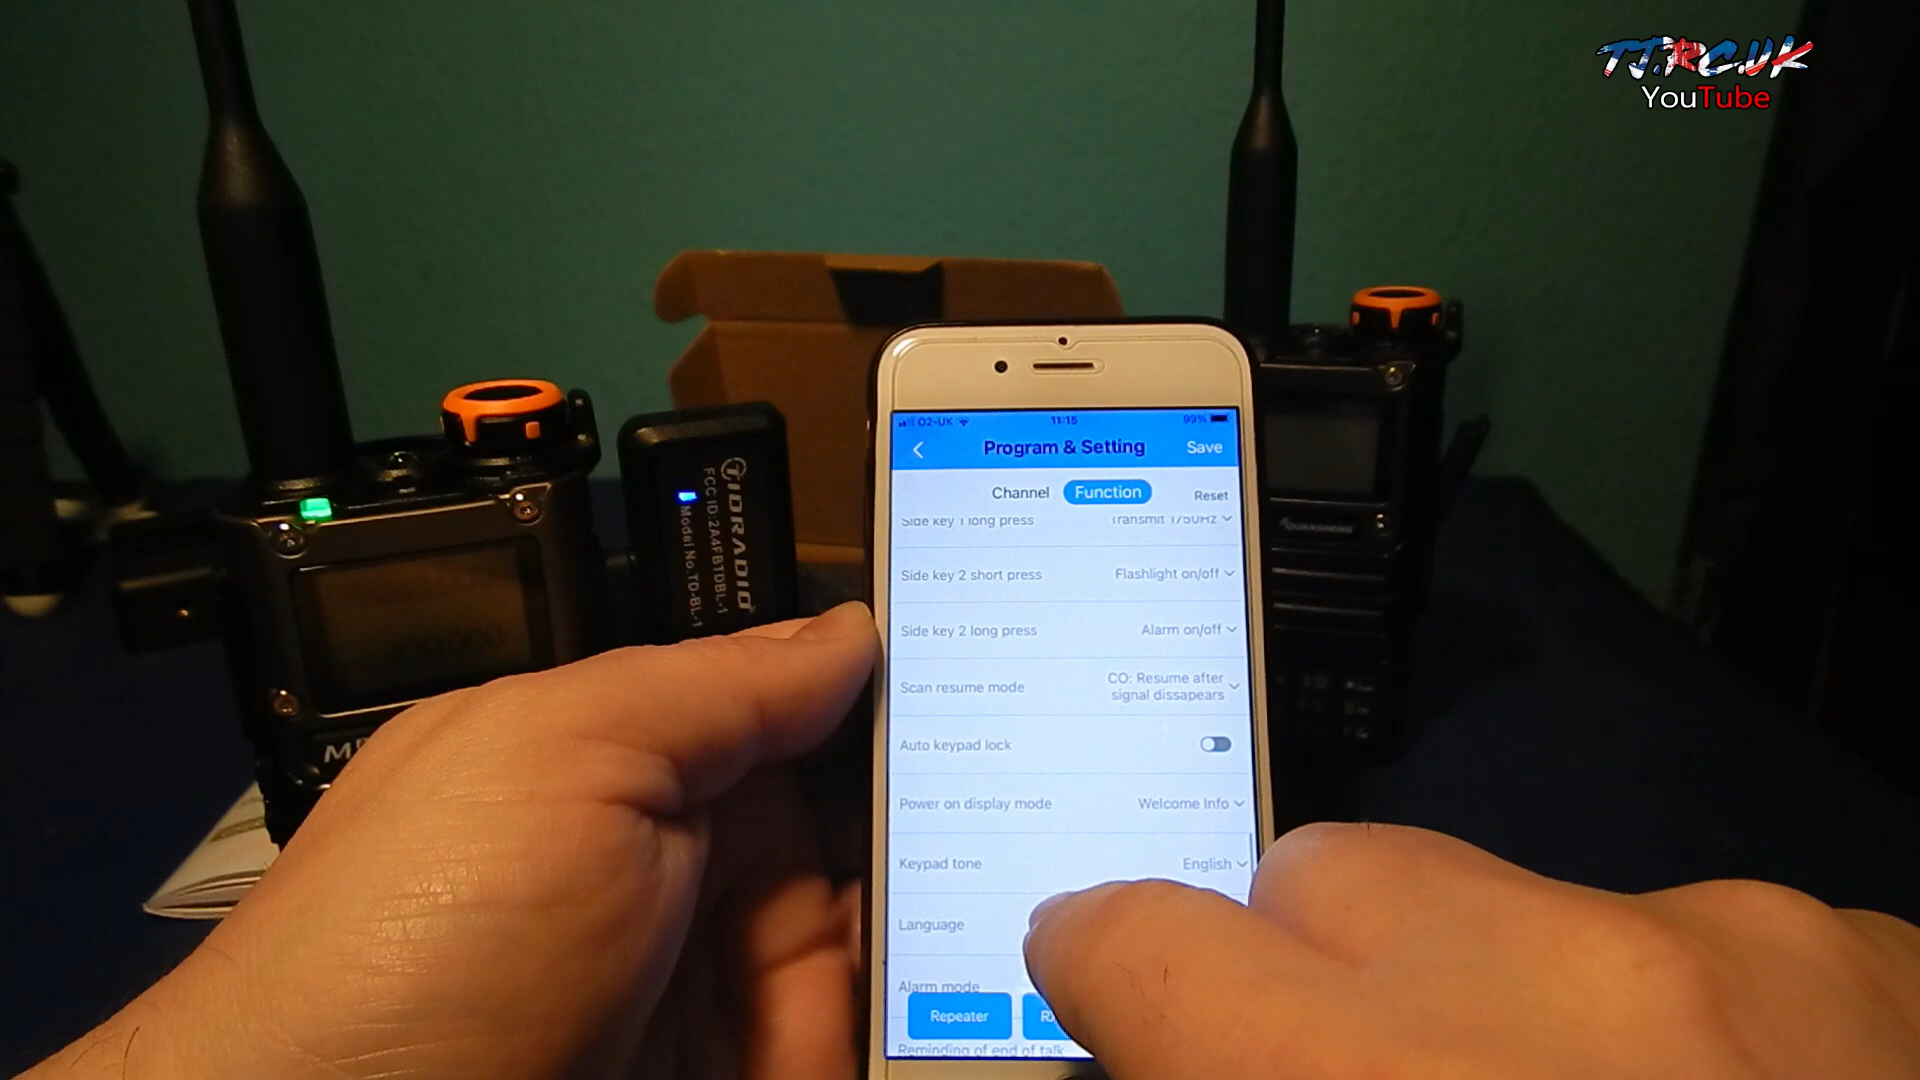 TJ.RC.UK
YouTube
O2-UK
11:15
99%
Program & Setting
Save
Channel
Function
Reset
Side key 1 long press
Transmit 1750Hz
Side key 2 short press
Flashlight on/off
Side key 2 long press
Alarm on/off
Scan resume mode
CO: Resume after
signal dissapears
Auto keypad lock
Power on display mode
Welcome Info
Keypad tone
English
Language
Alarm mode
Repeater
Reminding of end of talk
TIDRADIO
FCC ID:2A4FBTDBL-1
Model No.TD-BL-1
QUANSHENG